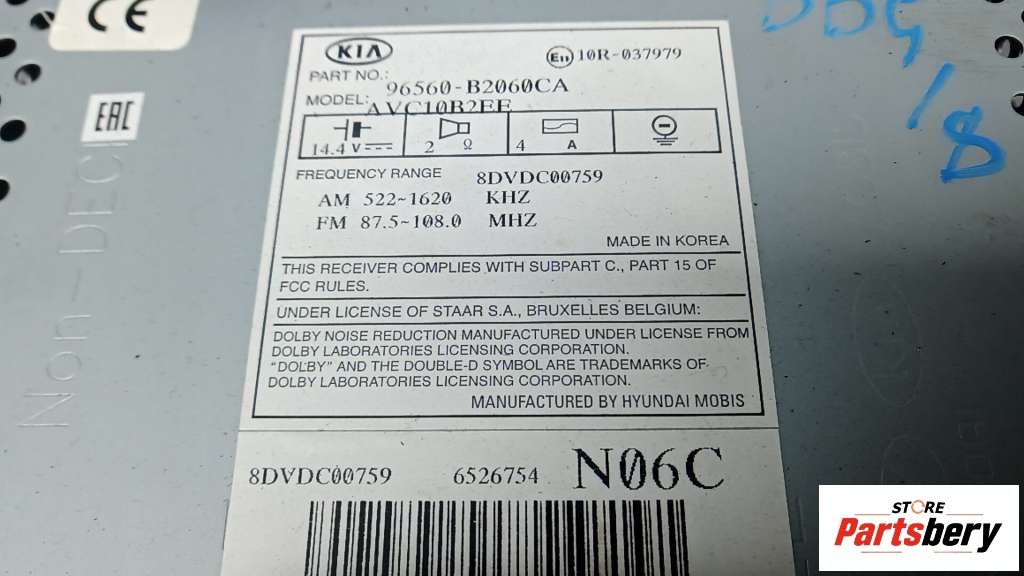 CE
EAC
Non-DEC
KIA
E11 10R-037979
PART NO.: 96560-B2060CA
MODEL: AVC10B2EE
14.4 V
2 Ω
4 A
FREQUENCY RANGE 8DVDC00759
AM 522~1620 KHZ
FM 87.5~108.0 MHZ
MADE IN KOREA
THIS RECEIVER COMPLIES WITH SUBPART C., PART 15 OF
FCC RULES.
UNDER LICENSE OF STAAR S.A., BRUXELLES BELGIUM:
DOLBY NOISE REDUCTION MANUFACTURED UNDER LICENSE FROM
DOLBY LABORATORIES LICENSING CORPORATION.
"DOLBY" AND THE DOUBLE-D SYMBOL ARE TRADEMARKS OF
DOLBY LABORATORIES LICENSING CORPORATION.
MANUFACTURED BY HYUNDAI MOBIS
8DVDC00759 6526754 N06C
STORE
Partsbery